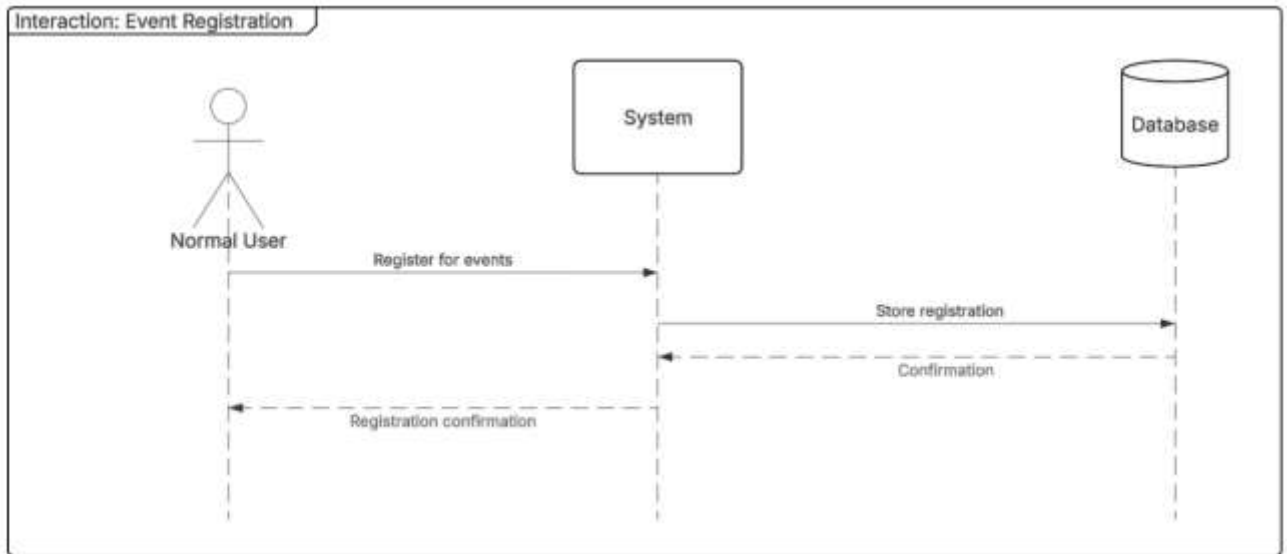 Interaction: Event Registration
System
Database
Normal User
Register for events
Store registration
Confirmation
Registration confirmation